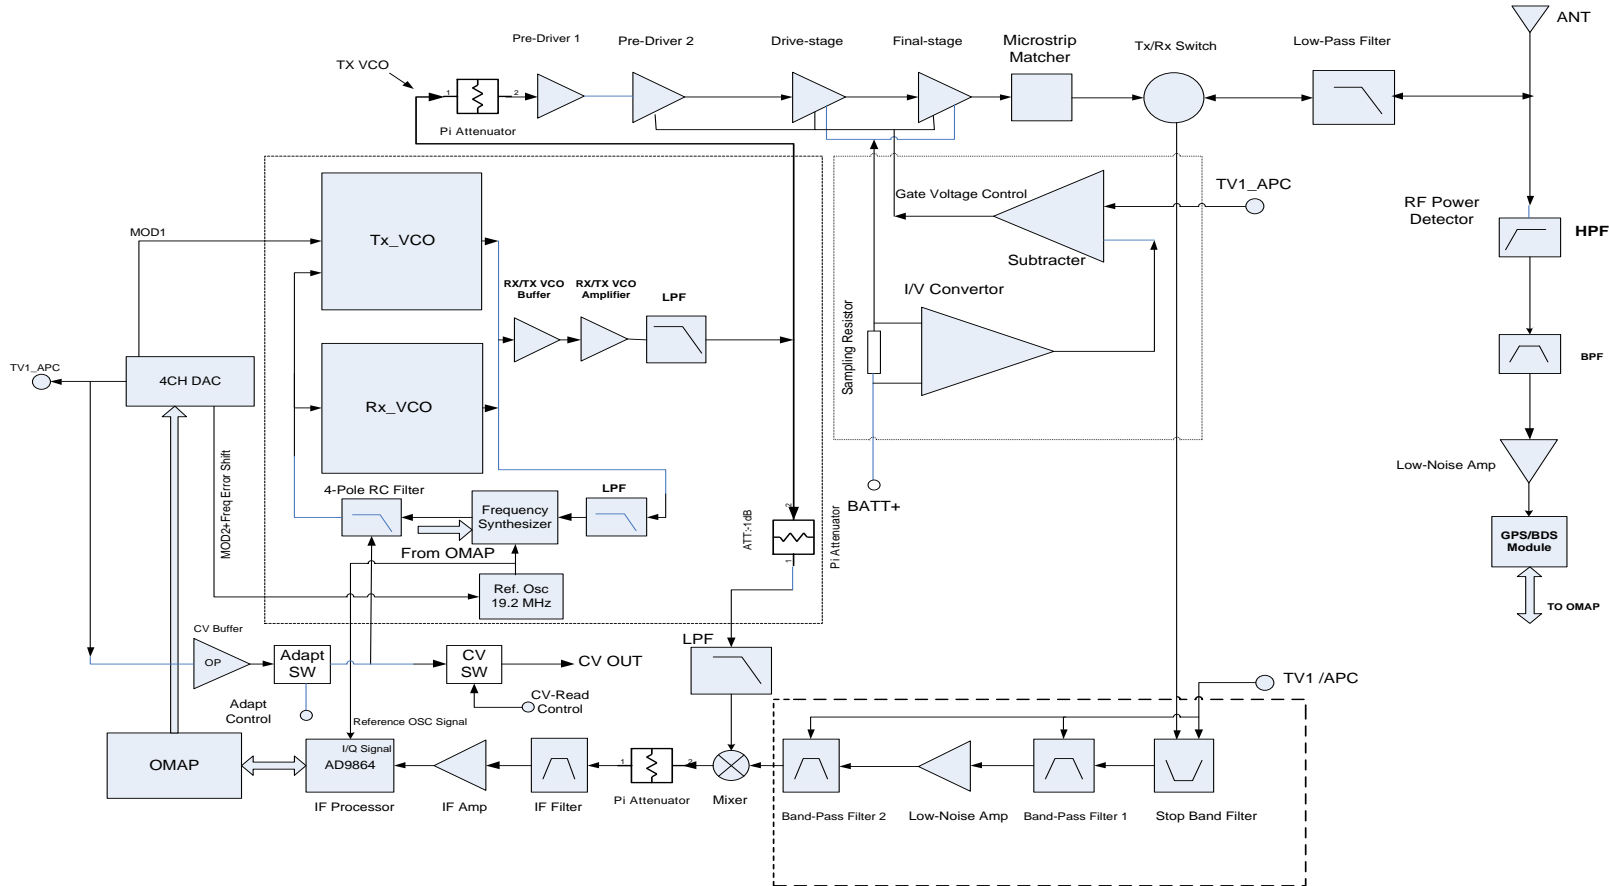 ANT
Pre-Driver 1
Pre-Driver 2
Drive-stage
Final-stage
Microstrip
Matcher
Tx/Rx Switch
Low-Pass Filter
TX VCO
1
2
Pi Attenuator
Gate Voltage Control
TV1_APC
Subtracter
I/V Convertor
Sampling Resistor
BATT+
RF Power
Detector
HPF
BPF
Low-Noise Amp
GPS/BDS
Module
TO OMAP
MOD1
Tx_VCO
RX/TX VCO
Buffer
RX/TX VCO
Amplifier
LPF
TV1_APC
4CH DAC
Rx_VCO
MOD2+Freq Error Shift
4-Pole RC Filter
Frequency
Synthesizer
LPF
From OMAP
Ref. Osc
19.2 MHz
ATT:-1dB
2
1
Pi Attenuator
CV Buffer
OP
Adapt
SW
CV
SW
CV OUT
Adapt
Control
CV-Read
Control
LPF
TV1 /APC
Reference OSC Signal
OMAP
I/Q Signal
AD9864
IF Processor
IF Amp
IF Filter
1
2
Pi Attenuator
Mixer
Band-Pass Filter 2
Low-Noise Amp
Band-Pass Filter 1
Stop Band Filter